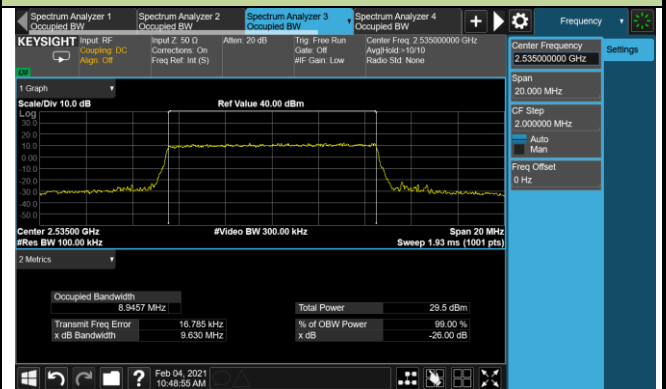 Spectrum Analyzer 1
Occupied BW
Spectrum Analyzer 2
Occupied BW
Spectrum Analyzer 3
Occupied BW
Spectrum Analyzer 4
Occupied BW
Frequency
KEYSIGHT
Input: RF
Coupling: DC
Align: Off
Input Z: 50 Ω
Corrections: On
Freq Ref: Int (S)
Atten: 20 dB
Trig: Free Run
Gate: Off
#IF Gain: Low
Center Freq: 2.535000000 GHz
Avg|Hold:>10/10
Radio Std: None
LXI
Center Frequency
2.535000000 GHz
Settings
Span
20.000 MHz
CF Step
2.000000 MHz
Auto
Man
Freq Offset
0 Hz
1 Graph
Scale/Div 10.0 dB
Ref Value 40.00 dBm
Log
30.0
20.0
10.0
0.00
-10.0
-20.0
-30.0
-40.0
-50.0
Center 2.53500 GHz
#Video BW 300.00 kHz
Span 20 MHz
#Res BW 100.00 kHz
Sweep 1.93 ms (1001 pts)
2 Metrics
Occupied Bandwidth
8.9457 MHz
Total Power
29.5 dBm
Transmit Freq Error
16.785 kHz
% of OBW Power
99.00 %
x dB Bandwidth
9.630 MHz
x dB
-26.00 dB
?
Feb 04, 2021
10:48:55 AM